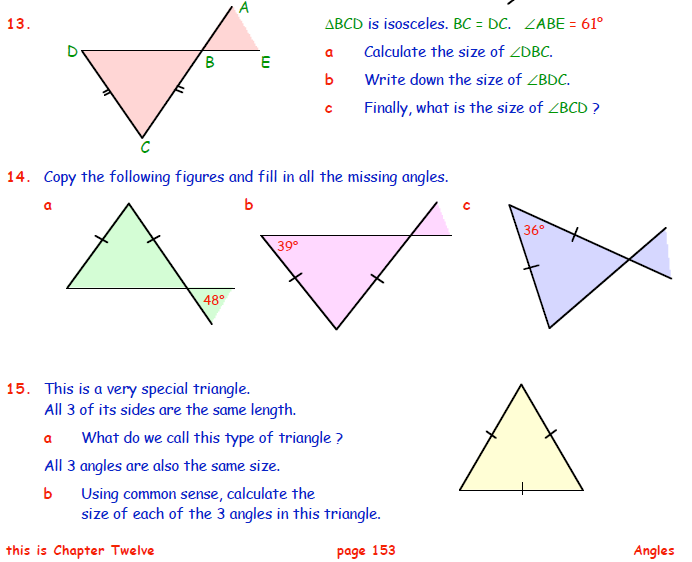 13.
A
D
B
E
C
∆BCD is isosceles. BC = DC. ∠ABE = 61°
a Calculate the size of ∠DBC.
b Write down the size of ∠BDC.
c Finally, what is the size of ∠BCD ?
14. Copy the following figures and fill in all the missing angles.
a
b
c
39°
36°
48°
15. This is a very special triangle.
All 3 of its sides are the same length.
a What do we call this type of triangle ?
All 3 angles are also the same size.
b Using common sense, calculate the
size of each of the 3 angles in this triangle.
this is Chapter Twelve page 153 Angles